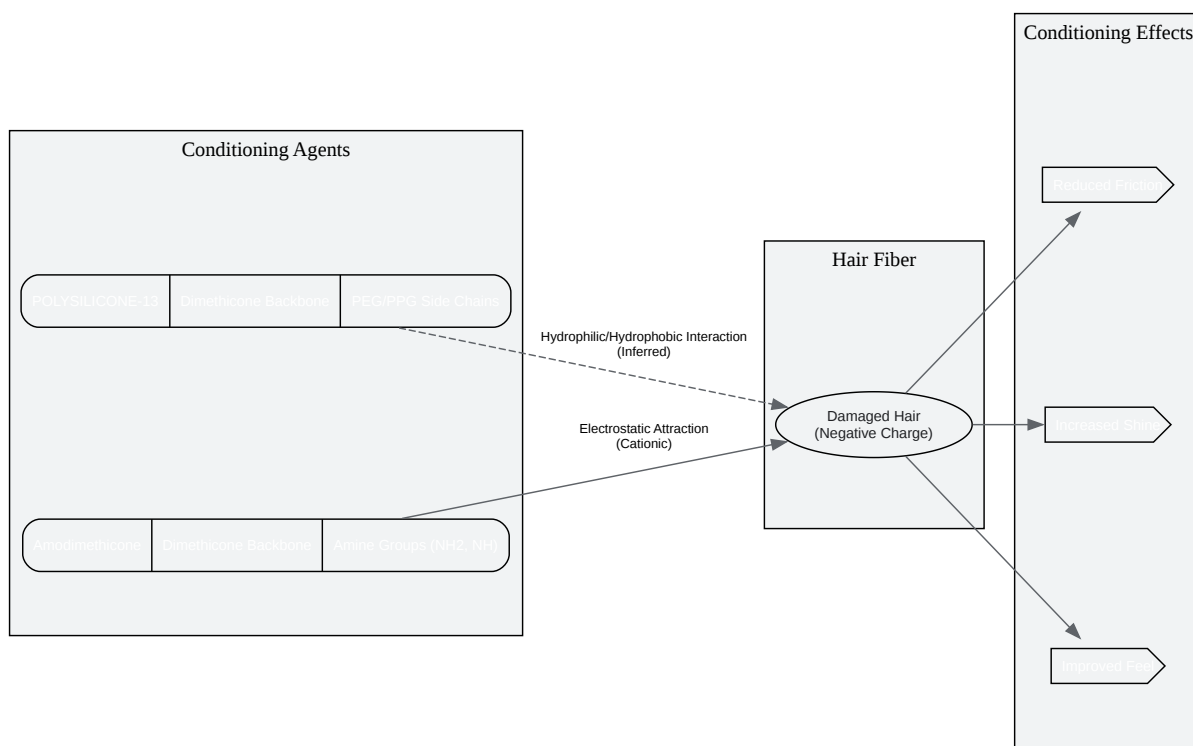 Conditioning Effects
Conditioning Agents
Reduced Friction
Hair Fiber
POLYSILICONE-13
Dimethicone Backbone
PEG/PPG Side Chains
Hydrophilic/Hydrophobic Interaction
(Inferred)
Damaged Hair
(Negative Charge)
Increased Shine
Electrostatic Attraction
(Cationic)
Amodimethicone
Dimethicone Backbone
Amine Groups (NH2, NH)
Improved Feel